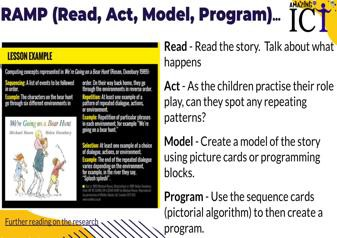 RAMP (Read, Act, Model, Program)...
AMAZING
ICT
LESSON EXAMPLE
Computing concepts represented in We're Going on a Bear Hunt (Rosen, Oxenbury 1989):
Sequencing: A list of events to be followed
in order.
Example: The characters on the bear hunt
go through six different environments in
order. On their way back home, they go
through the environments in reverse order.
Repetition: At least one example of a
pattern of repeated dialogue, actions,
or environment.
Example: Repetition of particular phrases
in each environment, for example "We're
going on a bear hunt."
Selection: At least one example of a choice
of dialogue, actions, or environment.
Example: The end of the repeated dialogue
varies depending on the environment,
for example, in the river they say,
"Splash splosh".
We're Going on a Bear Hunt
Michael Rosen
Helen Oxenbury
Further reading on the research
Read - Read the story. Talk about what
happens
Act - As the children practise their role
play, can they spot any repeating
patterns?
Model - Create a model of the story
using picture cards or programming
blocks.
Program - Use the sequence cards
(pictorial algorithm) to then create a
program.